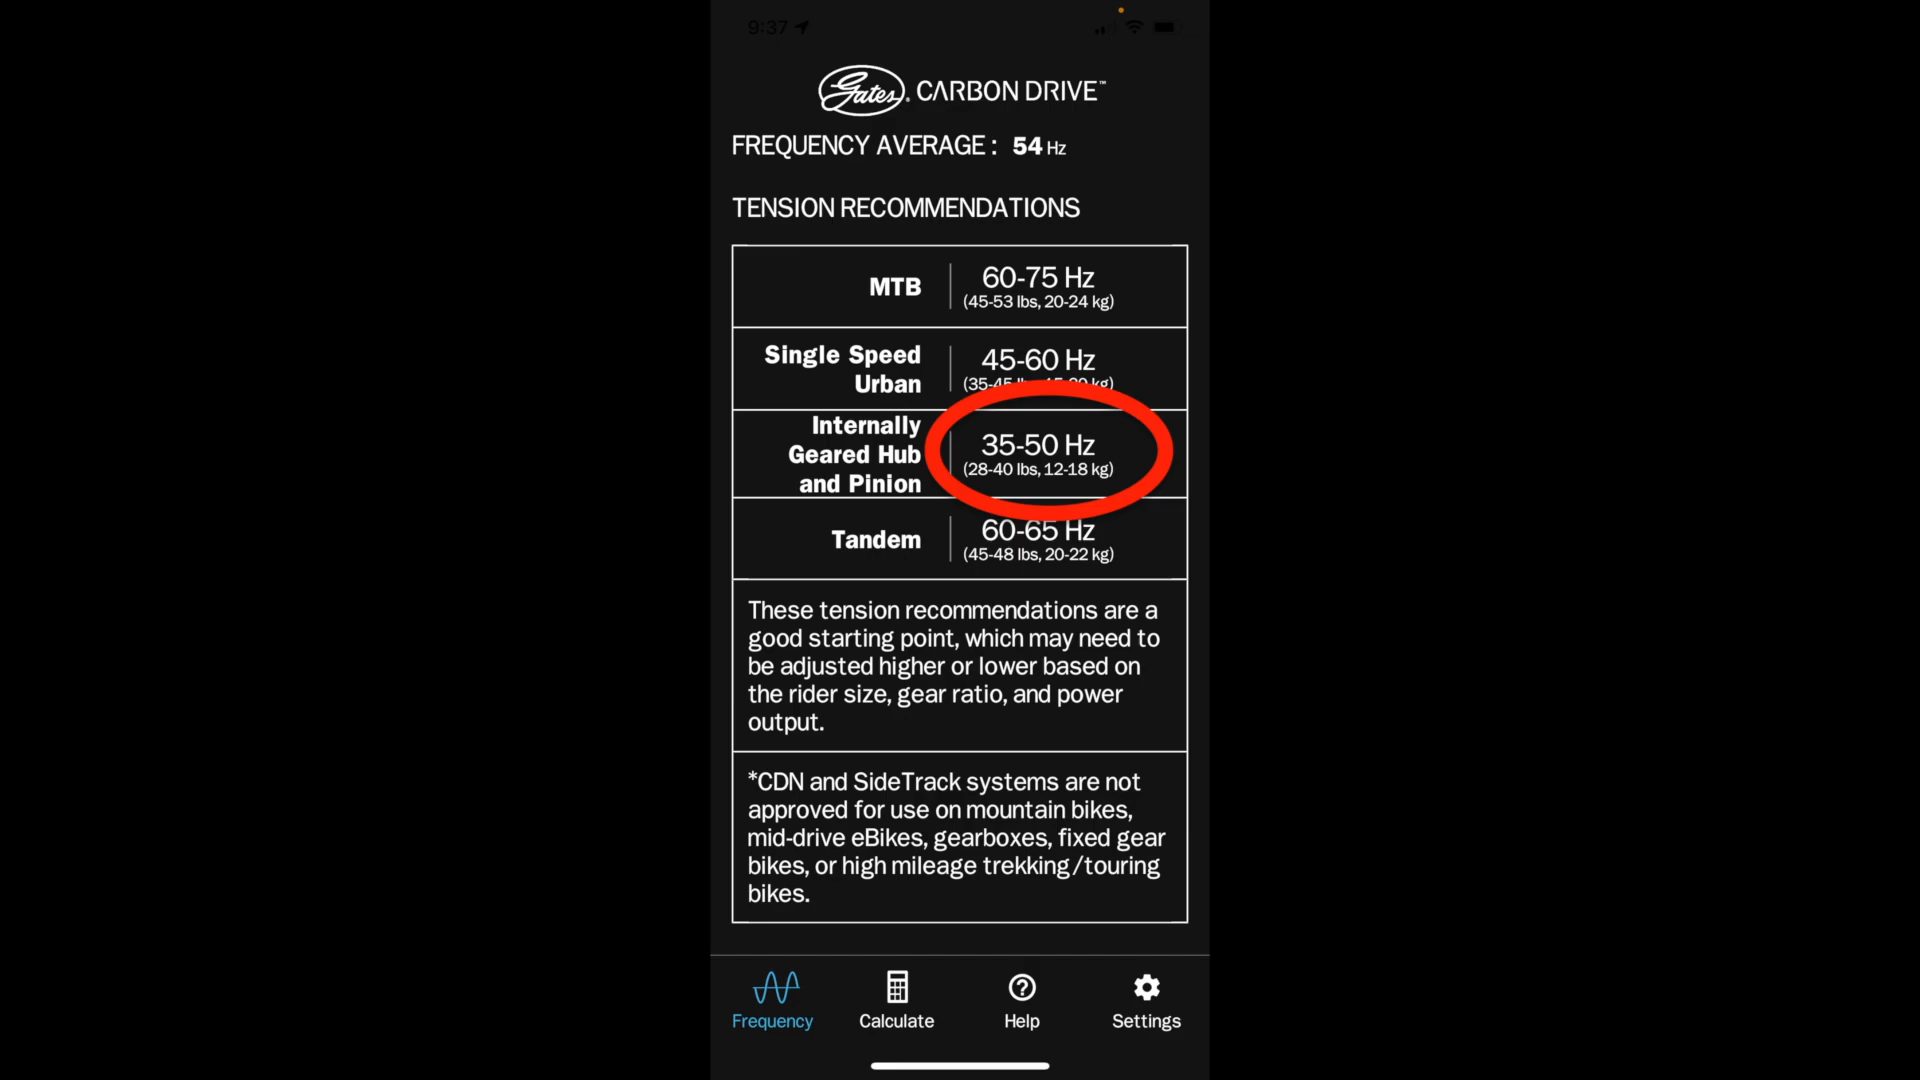 9:37
Gates. CARBON DRIVE™
FREQUENCY AVERAGE : 54 Hz
TENSION RECOMMENDATIONS
MTB
60-75 Hz
(45-53 lbs, 20-24 kg)
Single Speed
Urban
45-60 Hz
(35-45 kg)
Internally
Geared Hub
and Pinion
35-50 Hz
(28-40 lbs, 12-18 kg)
Tandem
60-65 Hz
(45-48 lbs, 20-22 kg)
These tension recommendations are a
good starting point, which may need to
be adjusted higher or lower based on
the rider size, gear ratio, and power
output.
*CDN and SideTrack systems are not
approved for use on mountain bikes,
mid-drive eBikes, gearboxes, fixed gear
bikes, or high mileage trekking/touring
bikes.
Frequency
Calculate
Help
Settings